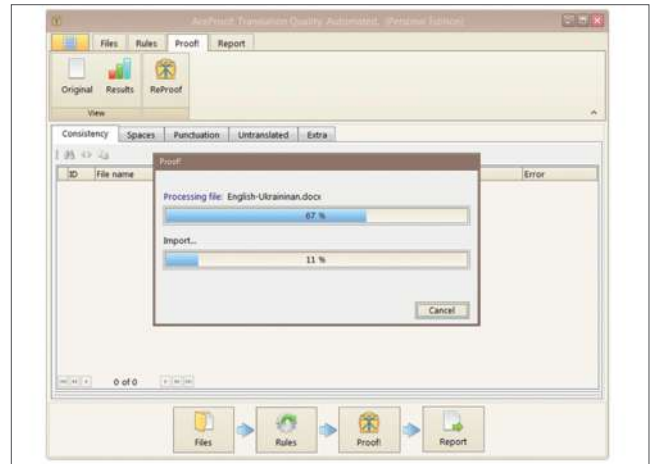 AceProof: Translation Quality. Automated. (Personal Edition)
Files Rules Proof! Report
Original Results ReProof
View
Consistency Spaces Punctuation Untranslated Extra
ID File name Error
Proof!
Processing file: English-Ukraininan.docx
67 %
Import...
11 %
Cancel
0 of 0
Files Rules Proof! Report